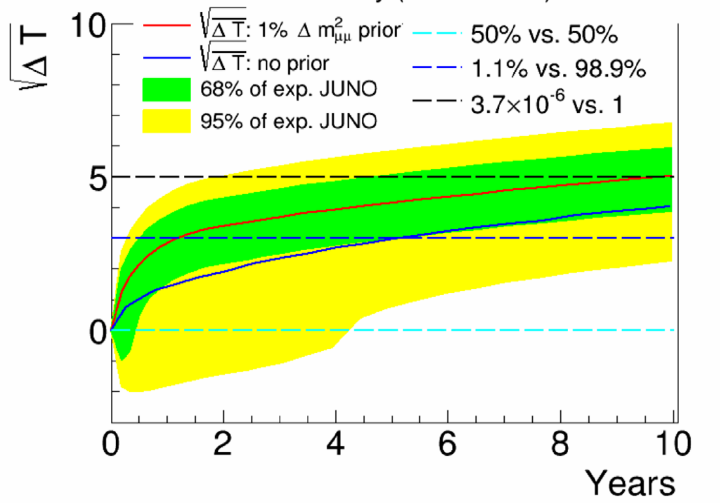 √ΔT
10
5
0
√ΔT: 1% Δ m²μμ prior
√ΔT: no prior
68% of exp. JUNO
95% of exp. JUNO
50% vs. 50%
1.1% vs. 98.9%
3.7×10⁻⁶ vs. 1
0 2 4 6 8 10
Years